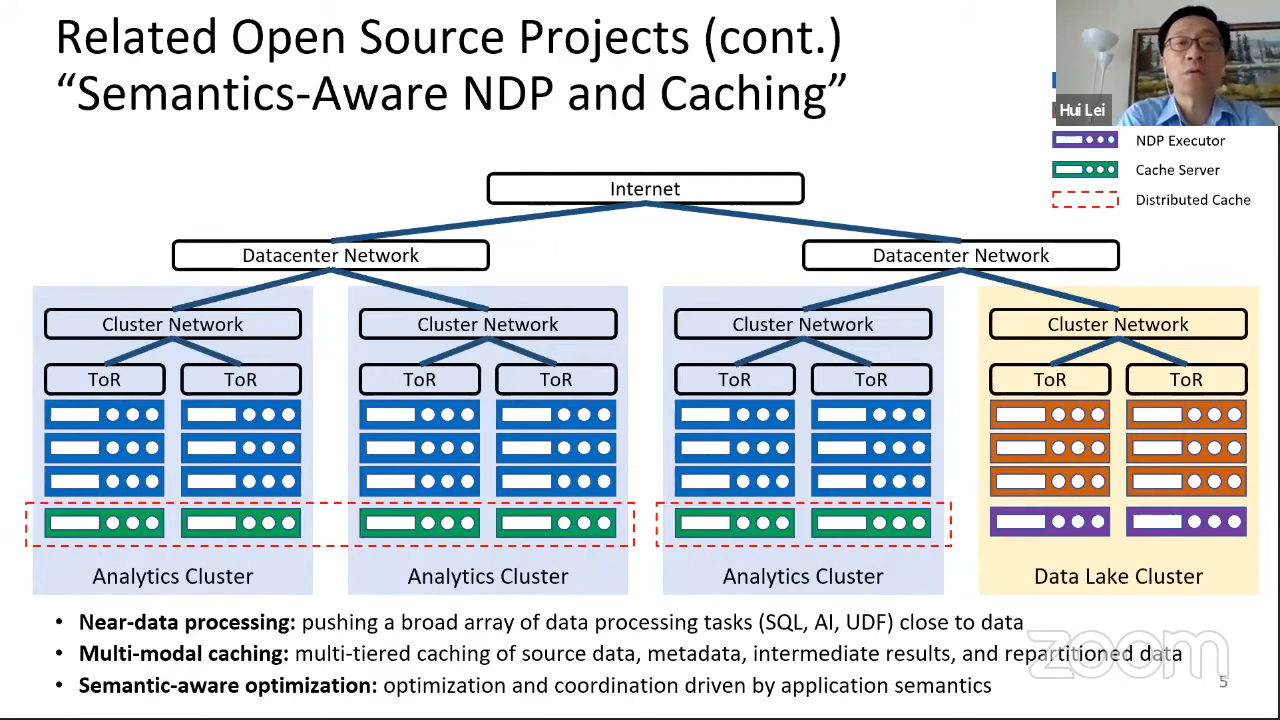 Related Open Source Projects (cont.)
“Semantics-Aware NDP and Caching”
Hui Lei
NDP Executor
Cache Server
Distributed Cache
Internet
Datacenter Network
Datacenter Network
Cluster Network
Cluster Network
Cluster Network
Cluster Network
ToR
ToR
ToR
ToR
ToR
ToR
ToR
ToR
Analytics Cluster
Analytics Cluster
Analytics Cluster
Data Lake Cluster
• Near-data processing: pushing a broad array of data processing tasks (SQL, AI, UDF) close to data
• Multi-modal caching: multi-tiered caching of source data, metadata, intermediate results, and repartitioned data
• Semantic-aware optimization: optimization and coordination driven by application semantics
zoom
5